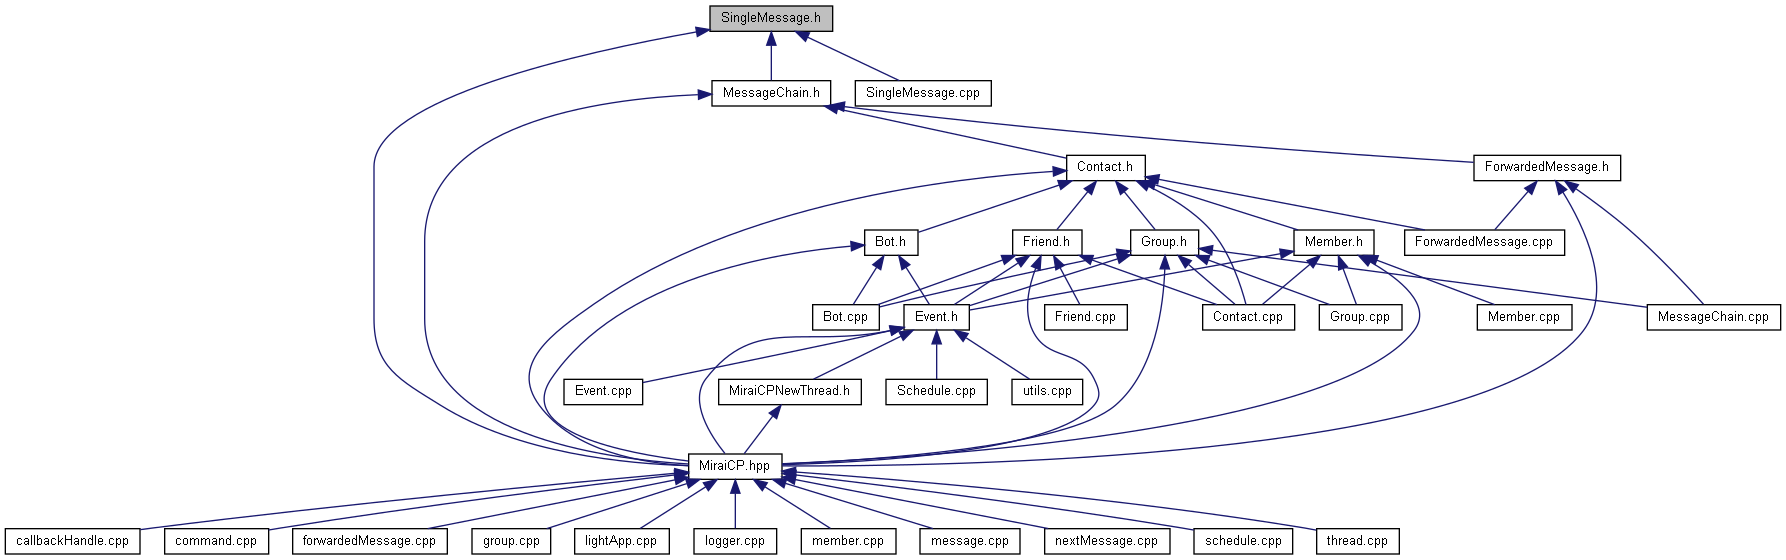 SingleMessage.h
MessageChain.h
SingleMessage.cpp
Contact.h
ForwardedMessage.h
Bot.h
Friend.h
Group.h
Member.h
ForwardedMessage.cpp
Bot.cpp
Event.h
Friend.cpp
Contact.cpp
Group.cpp
Member.cpp
MessageChain.cpp
Event.cpp
MiraiCPNewThread.h
Schedule.cpp
utils.cpp
MiraiCP.hpp
callbackHandle.cpp
command.cpp
forwardedMessage.cpp
group.cpp
lightApp.cpp
logger.cpp
member.cpp
message.cpp
nextMessage.cpp
schedule.cpp
thread.cpp